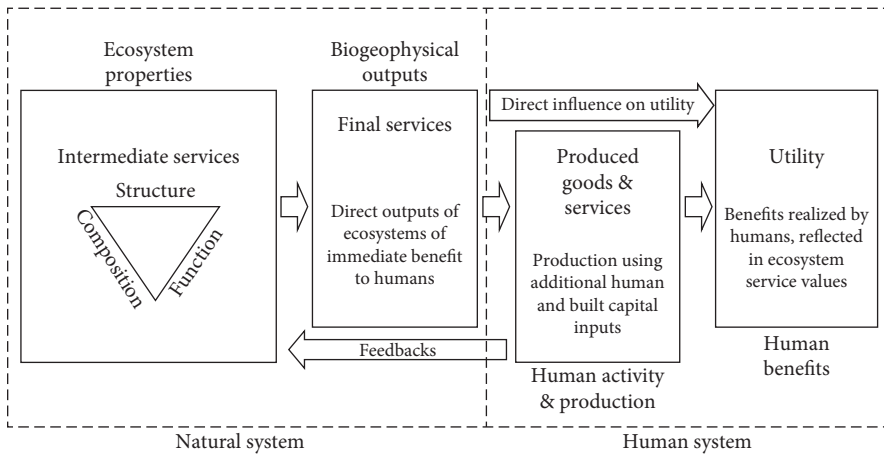 Ecosystem
properties
Intermediate services
Structure
Composition
Function
Biogeophysical
outputs
Final services
Direct outputs of
ecosystems of
immediate benefit
to humans
Direct influence on utility
Produced
goods &
services
Production using
additional human
and built capital
inputs
Human activity
& production
Utility
Benefits realized by
humans, reflected
in ecosystem
service values
Human
benefits
Feedbacks
Natural system
Human system